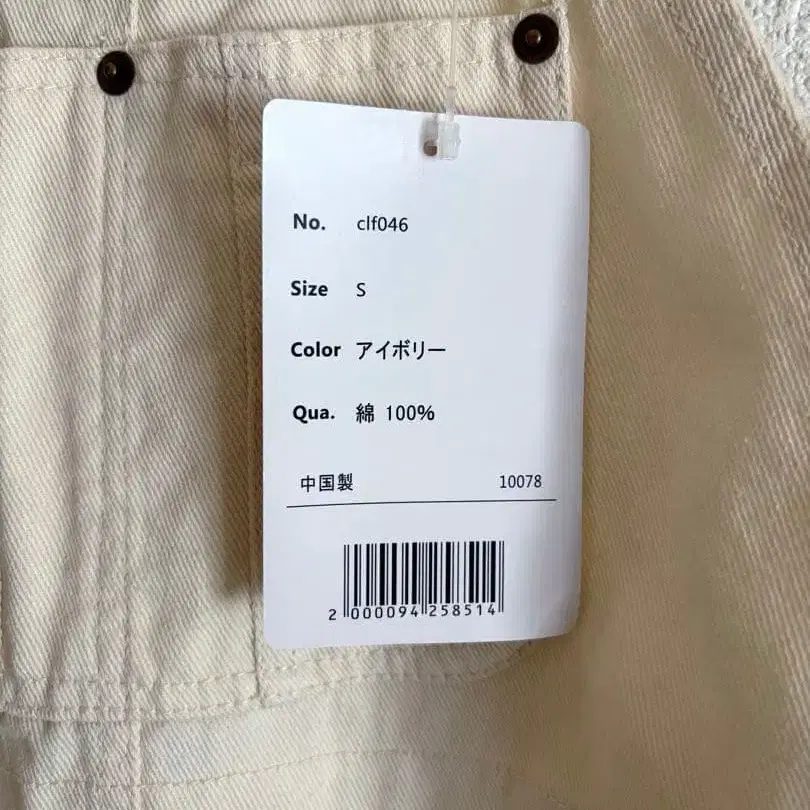 No. clf046
Size S
Color アイボリー
Qua. 綿 100%
中国製 10078
2 000094 258514